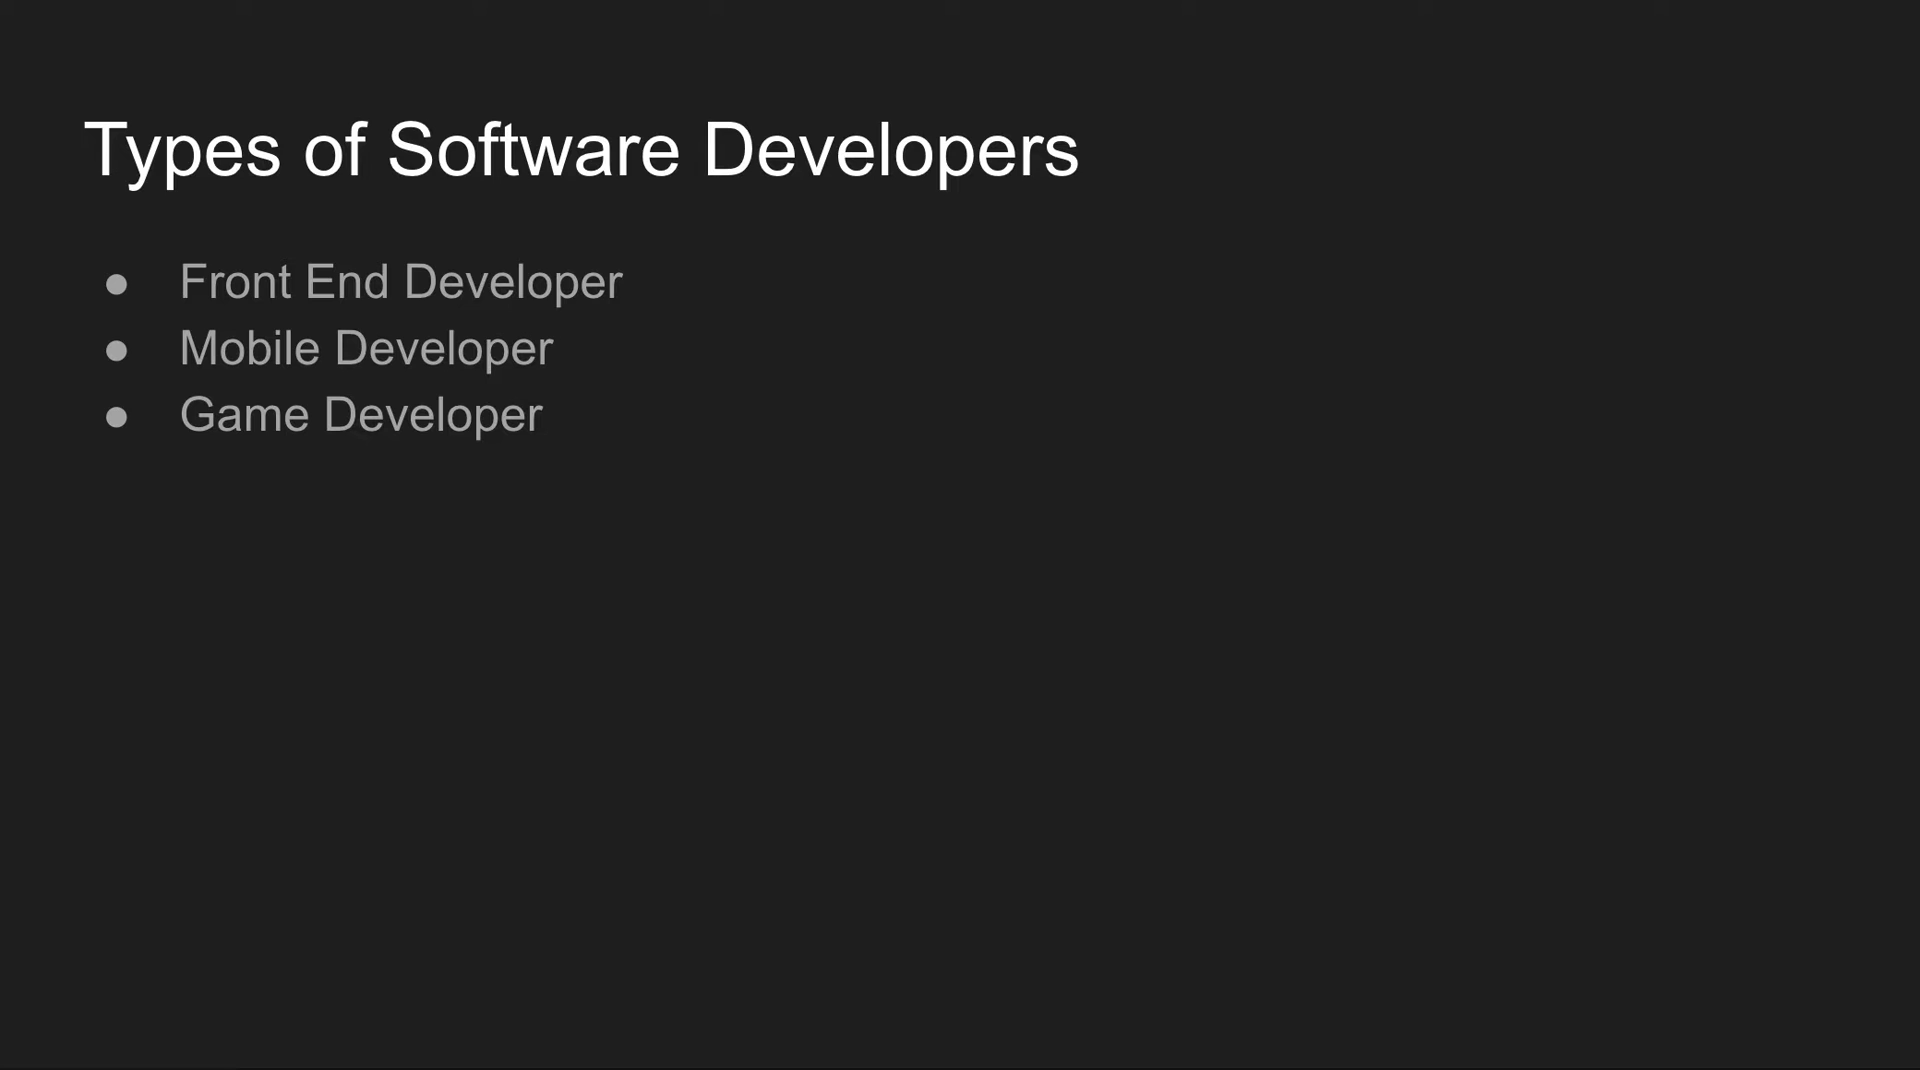 Types of Software Developers
● Front End Developer
● Mobile Developer
● Game Developer